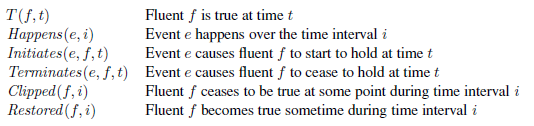 T(f, t) Fluent f is true at time t
Happens(e, i) Event e happens over the time interval i
Initiates(e, f, t) Event e causes fluent f to start to hold at time t
Terminates(e, f, t) Event e causes fluent f to cease to hold at time t
Clipped(f, i) Fluent f ceases to be true at some point during time interval i
Restored(f, i) Fluent f becomes true sometime during time interval i